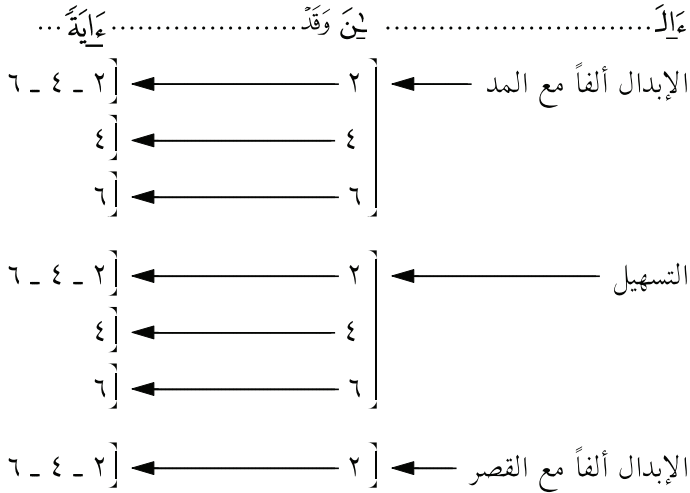 ءَالَـ ............................ ـٰٔنَ وَقَدۡ ........................ ءَايَةٗ ...
الإبدال ألفاً مع المد ٢ ٢ ـ ٤ ـ ٦
٤ ٤
٦ ٦
التسهيل ٢ ٢ ـ ٤ ـ ٦
٤ ٤
٦ ٦
الإبدال ألفاً مع القصر ٢ ٢ ـ ٤ ـ ٦